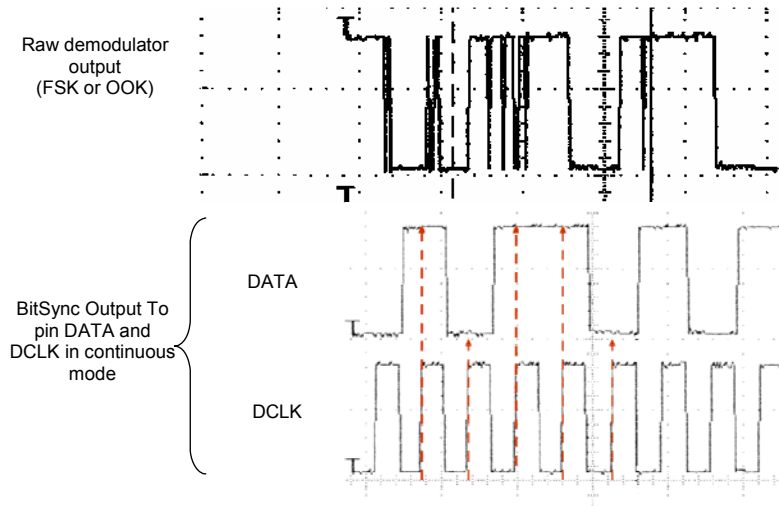 Raw demodulator
output
(FSK or OOK)
DATA
BitSync Output To
pin DATA and
DCLK in continuous
mode
DCLK